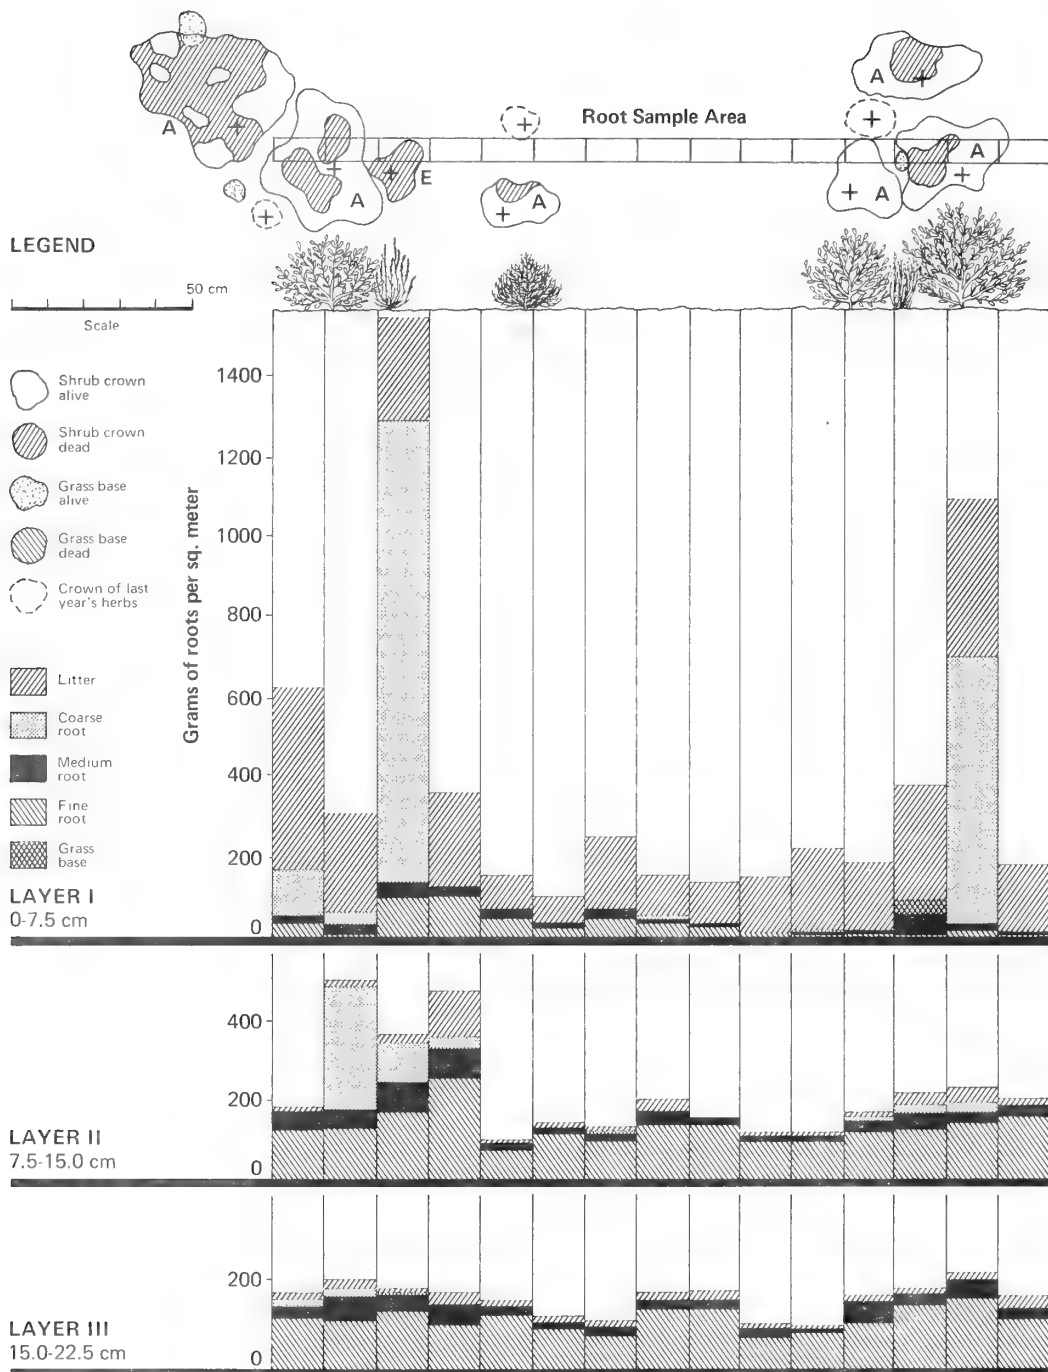 Root Sample Area
A
A
E
A
A
A
A
LEGEND
50 cm
Scale
Shrub crown
alive
Shrub crown
dead
Grass base
alive
Grass base
dead
Crown of last
year's herbs
Litter
Coarse
root
Medium
root
Fine
root
Grass
base
Grams of roots per sq. meter
1400
1200
1000
800
600
400
200
0
LAYER I
0-7.5 cm
400
200
0
LAYER II
7.5-15.0 cm
200
0
LAYER III
15.0-22.5 cm